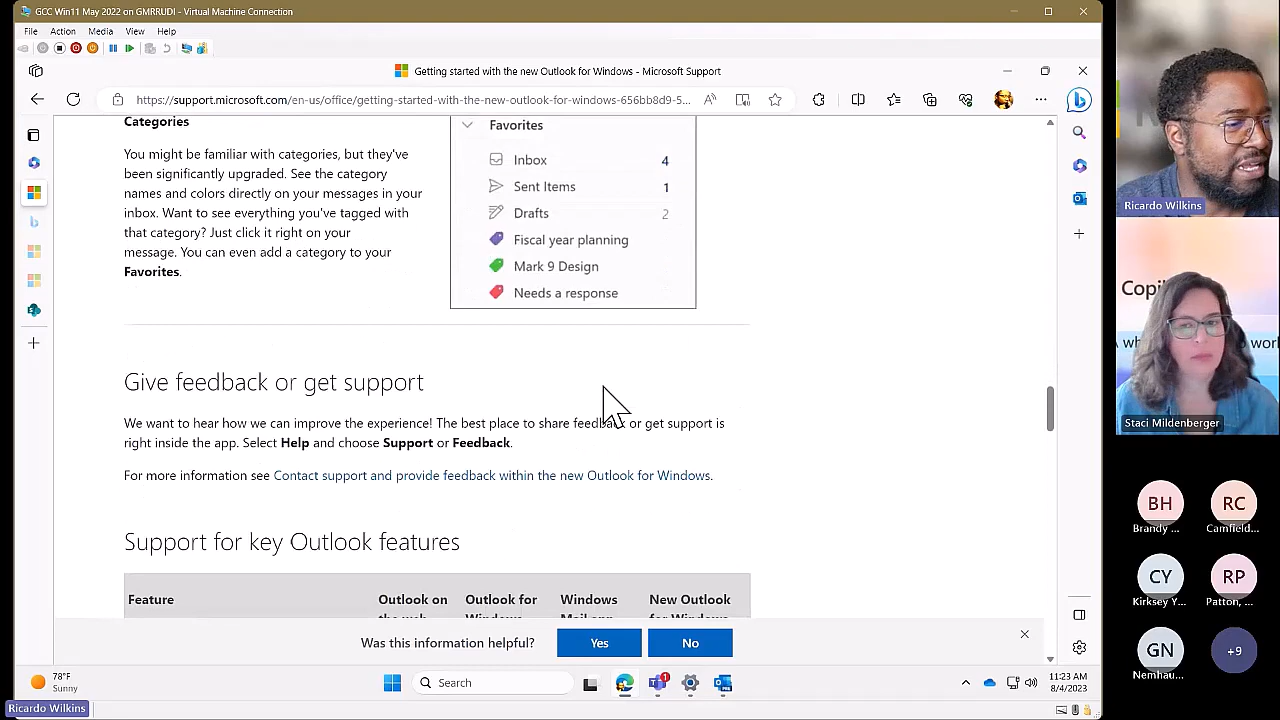 GCC Win11 May 2022 on GMRRUDI - Virtual Machine Connection
File Action Media View Help
Getting started with the new Outlook for Windows - Microsoft Support
https://support.microsoft.com/en-us/office/getting-started-with-the-new-outlook-for-windows-656bb8d9-5...
Categories
You might be familiar with categories, but they've
been significantly upgraded. See the category
names and colors directly on your messages in your
inbox. Want to see everything you've tagged with
that category? Just click it right on your
message. You can even add a category to your
Favorites.
Favorites
Inbox 4
Sent Items 1
Drafts 2
Fiscal year planning
Mark 9 Design
Needs a response
Give feedback or get support
We want to hear how we can improve the experience! The best place to share feedback or get support is
right inside the app. Select Help and choose Support or Feedback.
For more information see Contact support and provide feedback within the new Outlook for Windows.
Support for key Outlook features
Feature Outlook on Outlook for Windows New Outlook
Was this information helpful? Yes No
78°F
Sunny
Search
1
11:23 AM
8/4/2023
Ricardo Wilkins
Ricardo Wilkins
Copil
A wh
worl
Staci Mildenberger
BH RC
Brandy ... Camfield...
CY RP
Kirksey Y... Patton, ...
GN +9
Nemhau...